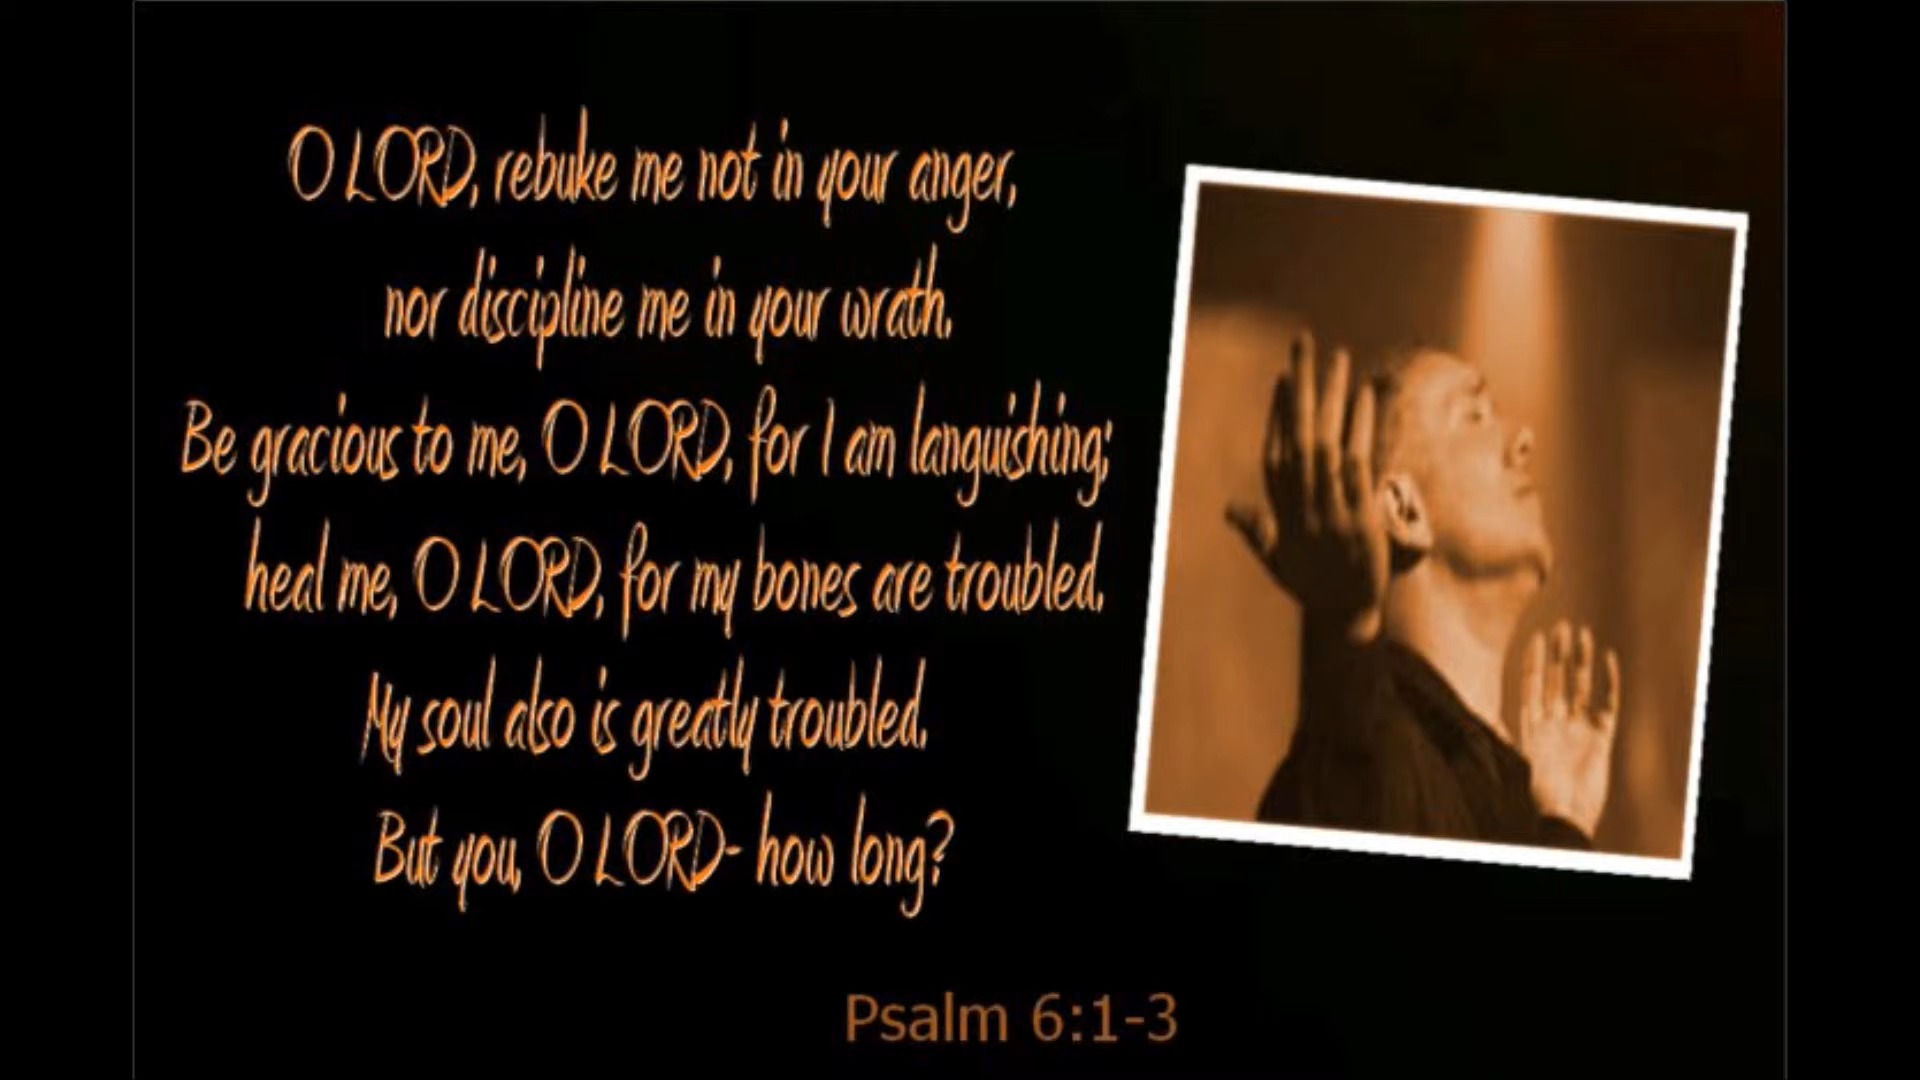 O LORD, rebuke me not in your anger,
nor discipline me in your wrath.
Be gracious to me, O LORD, for I am languishing;
heal me, O LORD, for my bones are troubled.
My soul also is greatly troubled.
But you, O LORD- how long?
Psalm 6:1-3